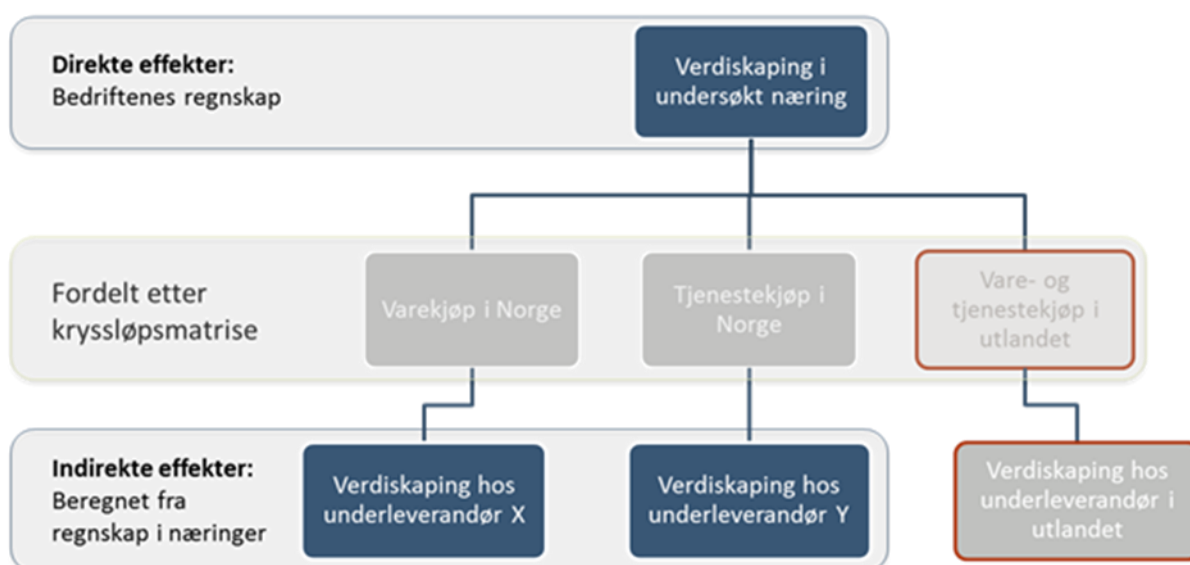 Direkte effekter:
Bedriftenes regnskap
Verdiskaping i
undersøkt næring
Fordelt etter
kryssløpsmatrise
Varekjøp i Norge
Tjenestekjøp i
Norge
Vare- og
tjenestekjøp i
utlandet
Indirekte effekter:
Beregnet fra
regnskap i næringer
Verdiskaping hos
underleverandør X
Verdiskaping hos
underleverandør Y
Verdiskaping hos
underleverandør i
utlandet